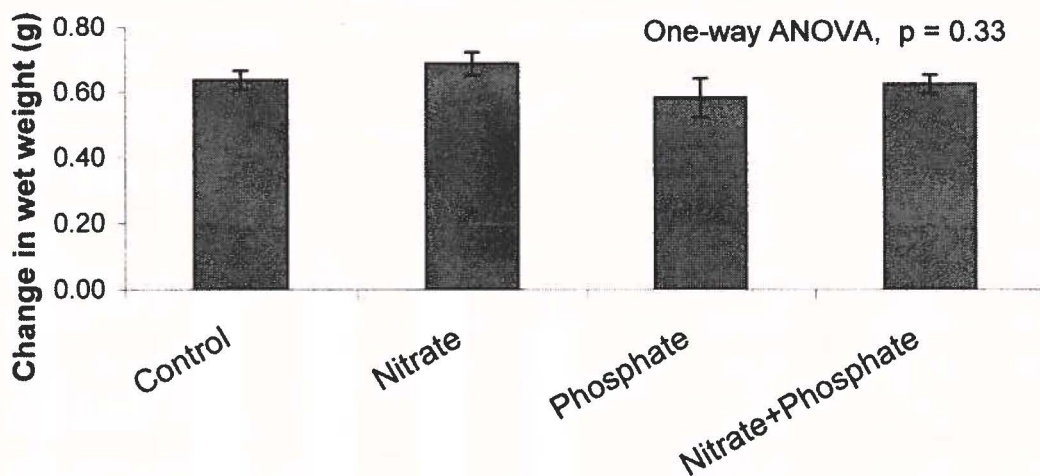 Change in wet weight (g)
0.80
0.60
0.40
0.20
0.00
One-way ANOVA, p = 0.33
Control
Nitrate
Phosphate
Nitrate+Phosphate